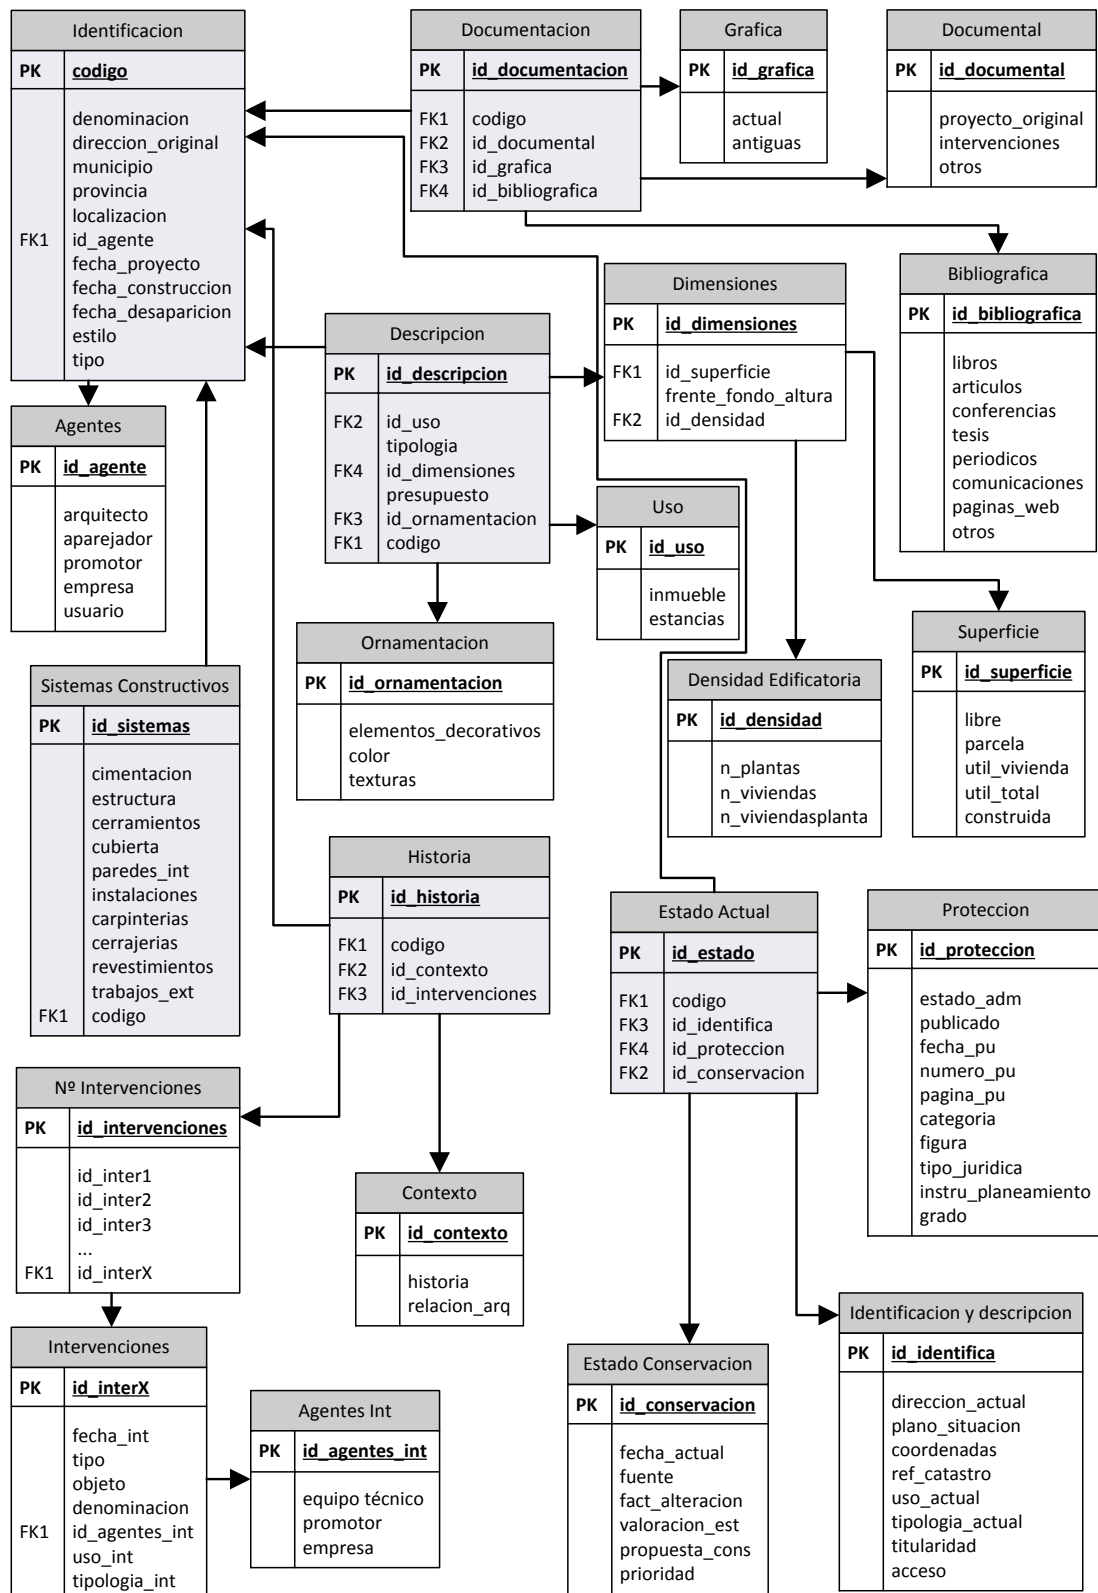 Identificacion
PK codigo
denominacion
direccion_original
municipio
provincia
localizacion
FK1 id_agente
fecha_proyecto
fecha_construccion
fecha_desaparicion
estilo
tipo
Documentacion
PK id_documentacion
FK1 codigo
FK2 id_documental
FK3 id_grafica
FK4 id_bibliografica
Grafica
PK id_grafica
actual
antiguas
Documental
PK id_documental
proyecto_original
intervenciones
otros
Bibliografica
PK id_bibliografica
libros
articulos
conferencias
tesis
periodicos
comunicaciones
paginas_web
otros
Dimensiones
PK id_dimensiones
FK1 id_superficie
frente_fondo_altura
FK2 id_densidad
Descripcion
PK id_descripcion
FK2 id_uso
tipologia
FK4 id_dimensiones
presupuesto
FK3 id_ornamentacion
FK1 codigo
Agentes
PK id_agente
arquitecto
aparejador
promotor
empresa
usuario
Uso
PK id_uso
inmueble
estancias
Ornamentacion
PK id_ornamentacion
elementos_decorativos
color
texturas
Densidad Edificatoria
PK id_densidad
n_plantas
n_viviendas
n_viviendasplanta
Superficie
PK id_superficie
libre
parcela
util_vivienda
util_total
construida
Sistemas Constructivos
PK id_sistemas
cimentacion
estructura
cerramientos
cubierta
paredes_int
instalaciones
carpinterias
cerrajerias
revestimientos
trabajos_ext
FK1 codigo
Historia
PK id_historia
FK1 codigo
FK2 id_contexto
FK3 id_intervenciones
Estado Actual
PK id_estado
FK1 codigo
FK3 id_identifica
FK4 id_proteccion
FK2 id_conservacion
Proteccion
PK id_proteccion
estado_adm
publicado
fecha_pu
numero_pu
pagina_pu
categoria
figura
tipo_juridica
instru_planeamiento
grado
Nº Intervenciones
PK id_intervenciones
id_inter1
id_inter2
id_inter3
...
FK1 id_interX
Contexto
PK id_contexto
historia
relacion_arq
Intervenciones
PK id_interX
fecha_int
tipo
objeto
denominacion
FK1 id_agentes_int
uso_int
tipologia_int
Agentes Int
PK id_agentes_int
equipo técnico
promotor
empresa
Estado Conservacion
PK id_conservacion
fecha_actual
fuente
fact_alteracion
valoracion_est
propuesta_cons
prioridad
Identificacion y descripcion
PK id_identifica
direccion_actual
plano_situacion
coordenadas
ref_catastro
uso_actual
tipologia_actual
titularidad
acceso